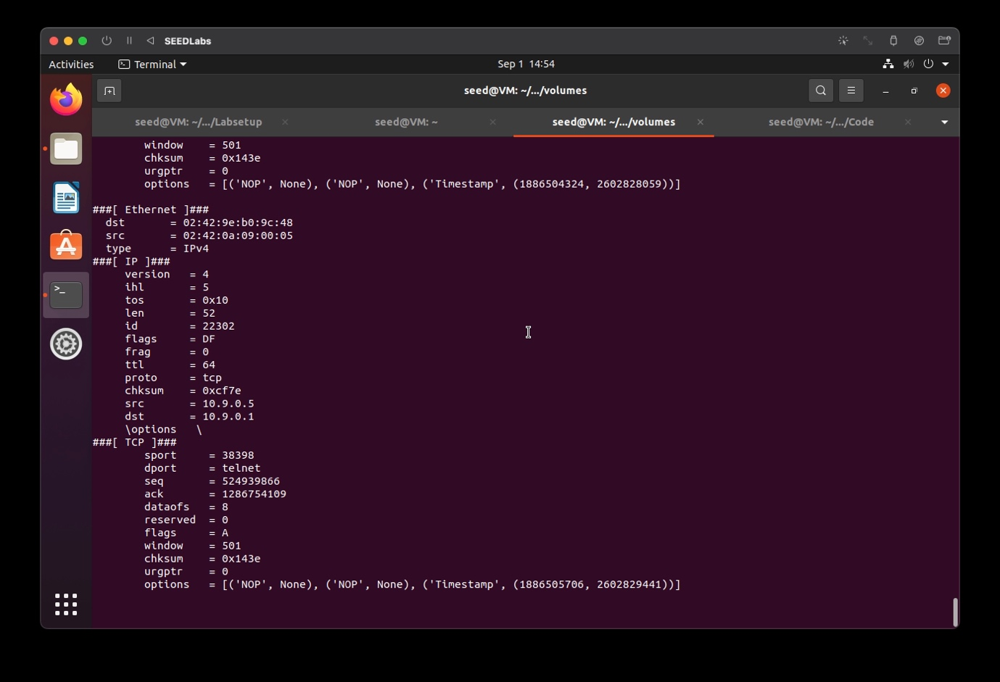 SEEDLabs
Activities
Terminal
Sep 1 14:54
seed@VM: ~/.../volumes
seed@VM: ~/.../Labsetup
seed@VM: ~
seed@VM: ~/.../volumes
seed@VM: ~/.../Code
window = 501
chksum = 0x143e
urgptr = 0
options = [('NOP', None), ('NOP', None), ('Timestamp', (1886504324, 2602828059))]
###[ Ethernet ]###
dst = 02:42:9e:b0:9c:48
src = 02:42:0a:09:00:05
type = IPv4
###[ IP ]###
version = 4
ihl = 5
tos = 0x10
len = 52
id = 22302
flags = DF
frag = 0
ttl = 64
proto = tcp
chksum = 0xcf7e
src = 10.9.0.5
dst = 10.9.0.1
\options \
###[ TCP ]###
sport = 38398
dport = telnet
seq = 524939866
ack = 1286754109
dataofs = 8
reserved = 0
flags = A
window = 501
chksum = 0x143e
urgptr = 0
options = [('NOP', None), ('NOP', None), ('Timestamp', (1886505706, 2602829441))]